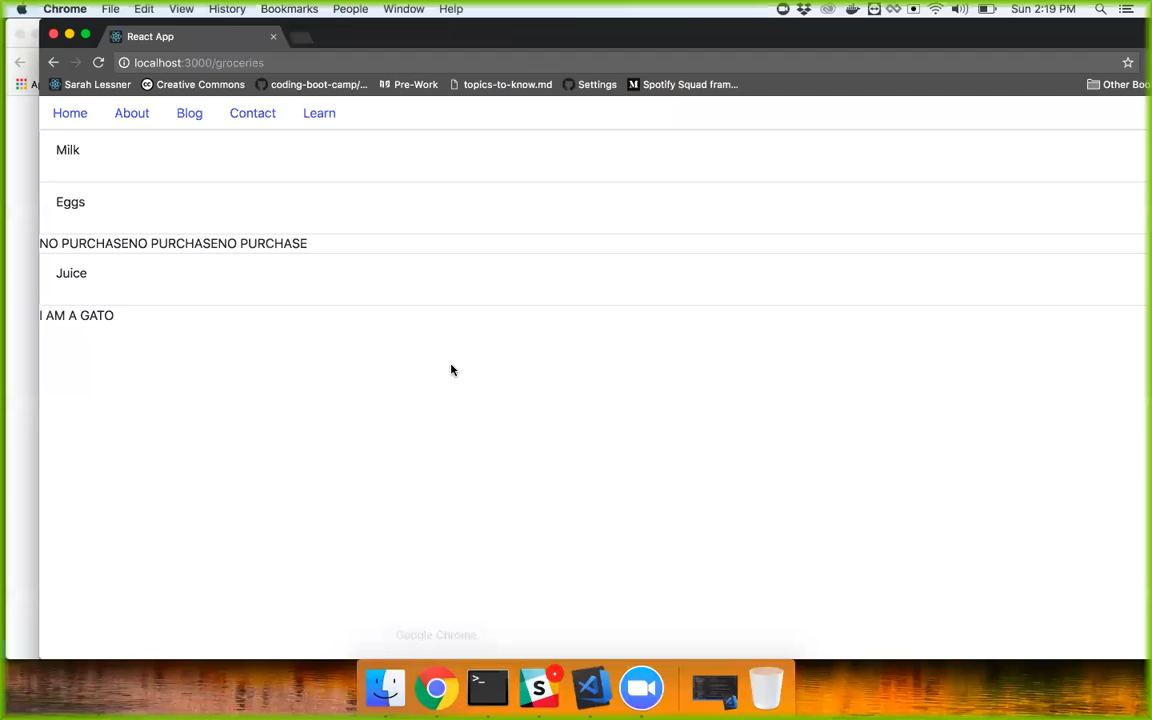 Chrome File Edit View History Bookmarks People Window Help Sun 2:19 PM
React App
localhost:3000/groceries
Sarah Lessner Creative Commons coding-boot-camp/... Pre-Work topics-to-know.md Settings Spotify Squad fram... Other Boo
Home About Blog Contact Learn
Milk
Eggs
NO PURCHASENO PURCHASENO PURCHASE
Juice
I AM A GATO
Google Chrome
>_ S